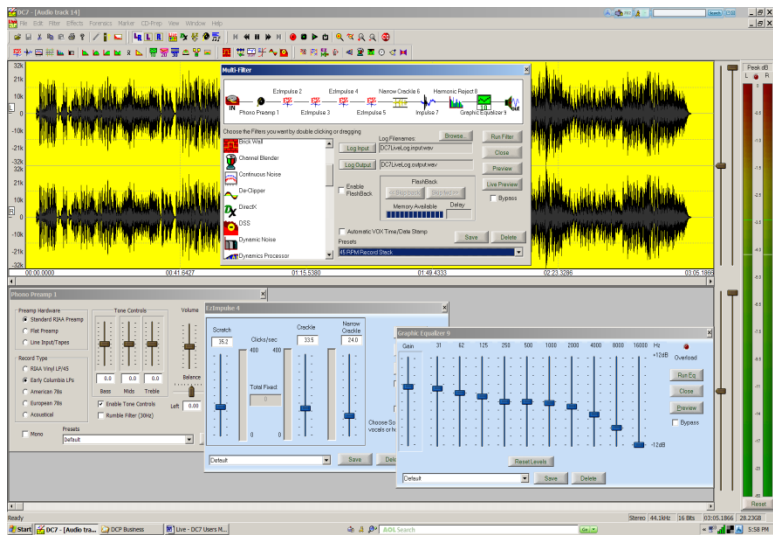 DC7 - [Audio track 14]
File Edit Filter Effects Forensics Marker CD-Prep View Window Help
Peak dB
L R
32k
21k
10k
0
-10k
-21k
-32k
32k
21k
10k
0
-10k
-21k
-32k
L
R
00:00.0000 00:41.6427 01:15.5380 01:49.4333 02:23.3286 03:05.1866
Multi-Filter
EzImpulse 2 EzImpulse 4 Narrow Crackle 6 Harmonic Reject 8
IN
Phono Preamp 1 EzImpulse 3 EzImpulse 5 Impulse 7 Graphic Equalizer 9
Choose the Filters you want by double clicking or dragging
Brick Wall
Channel Blender
Continuous Noise
De-Clipper
DirectX
DSS
Dynamic Noise
Dynamics Processor
Log Filenames: Browse...
Log Input DC7LiveLog.input.wav
Log Output DC7LiveLog.output.wav
Enable FlashBack
FlashBack
Memory Available Delay
Run Filter
Close
Preview
Live Preview
Bypass
Automatic VOX Time/Date Stamp
Save Delete
Presets
45 RPM Record Stack
Phono Preamp 1
Preamp Hardware
Standard RIAA Preamp
Flat Preamp
Line Input/Tapes
Record Type
RIAA Vinyl LP/45
Early Columbia LPs
American 78s
European 78s
Acoustical
Mono
Tone Controls
0.0 0.0 0.0
Bass Mids Treble
Enable Tone Controls
Rumble Filter (30Hz)
Volume
Balance
Left 0.00
Presets
Default
EzImpulse 4
Scratch Clicks/sec Crackle Narrow Crackle
35.2 33.9 24.0
400 400
Total Fixed:
0
0 0
Default
Save
Graphic Equalizer 9
Gain 31 62 125 250 500 1000 2000 4000 8000 16000 Hz
+12dB
Overload
Run Eq.
Close
Preview
Bypass
-12dB
Reset Levels
Default
Save Delete
Reset
Ready
Stereo 44.1kHz 16 Bits 03:05.1866 28.23GB
Start DC7 - [Audio tra... DCP Business Live - DC7 Users M... AOL Search 5:58 PM